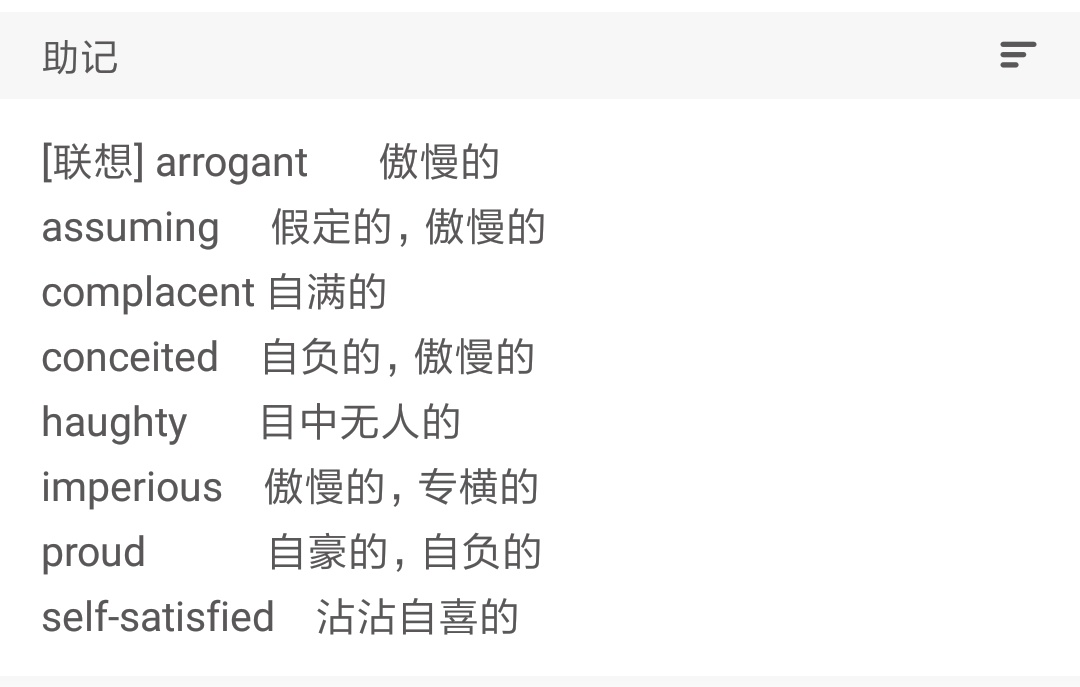 助记
[联想] arrogant 傲慢的
assuming 假定的，傲慢的
complacent 自满的
conceited 自负的，傲慢的
haughty 目中无人的
imperious 傲慢的，专横的
proud 自豪的，自负的
self-satisfied 沾沾自喜的